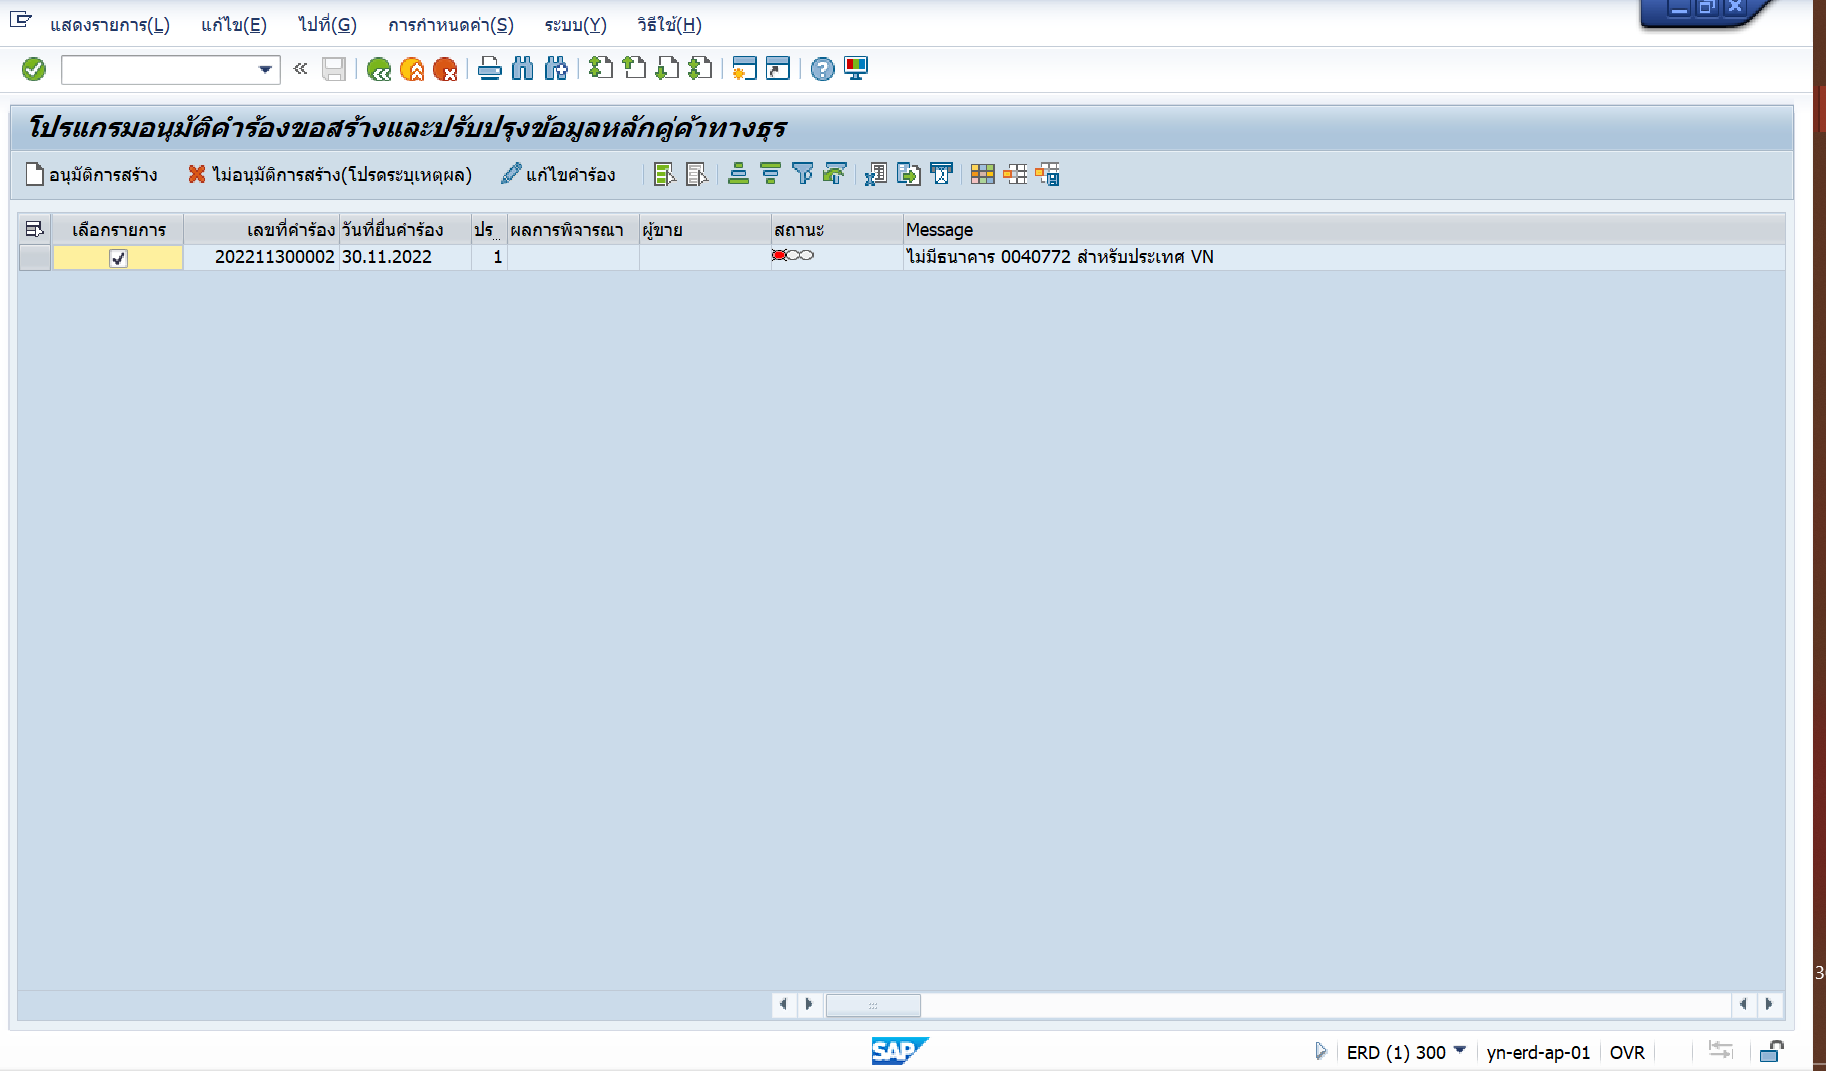 แสดงรายการ(L) แก้ไข(E) ไปที่(G) การกำหนดค่า(S) ระบบ(Y) วิธีใช้(H)
โปรแกรมอนุมัติคำร้องขอสร้างและปรับปรุงข้อมูลหลักคู่ค้าทางธุร
อนุมัติการสร้าง ไม่อนุมัติการสร้าง(โปรดระบุเหตุผล) แก้ไขคำร้อง
เลือกรายการ เลขที่คำร้อง วันที่ยื่นคำร้อง ปร... ผลการพิจารณา ผู้ขาย สถานะ Message
202211300002 30.11.2022 1 ไม่มีธนาคาร 0040772 สำหรับประเทศ VN
SAP ERD (1) 300 yn-erd-ap-01 OVR